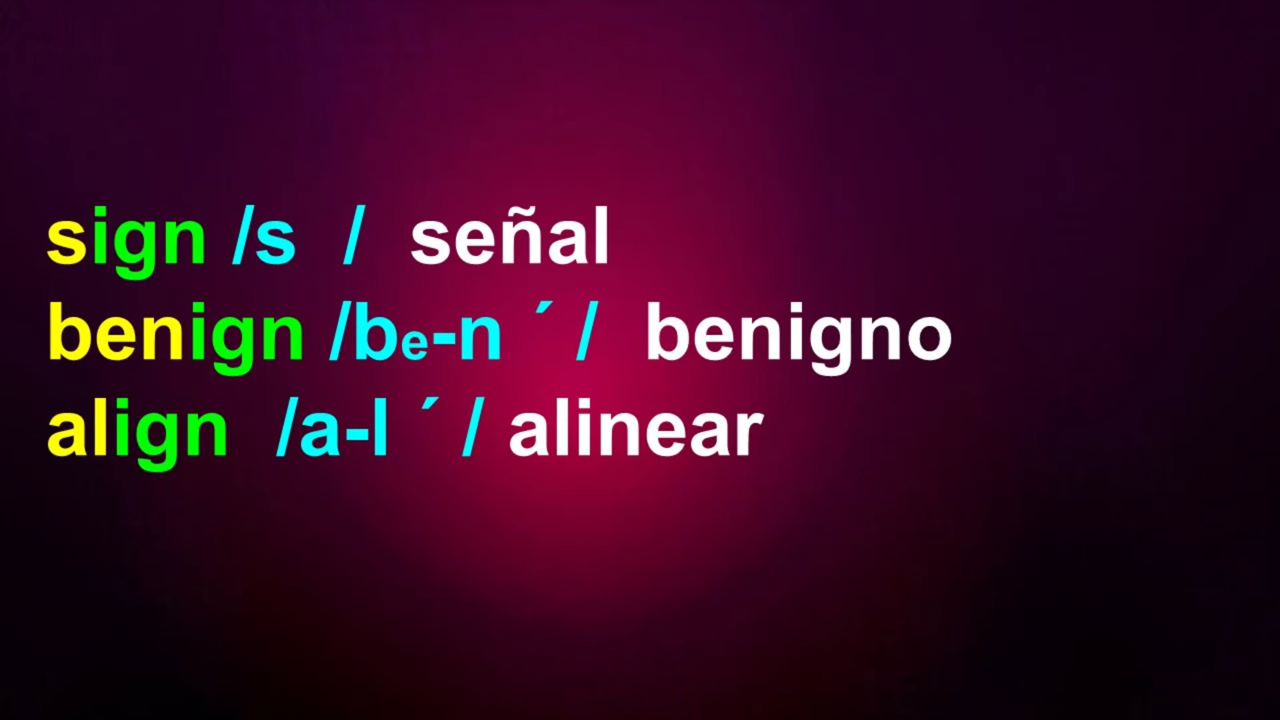 sign /s / señal
benign /be-n ´ / benigno
align /a-l ´ / alinear